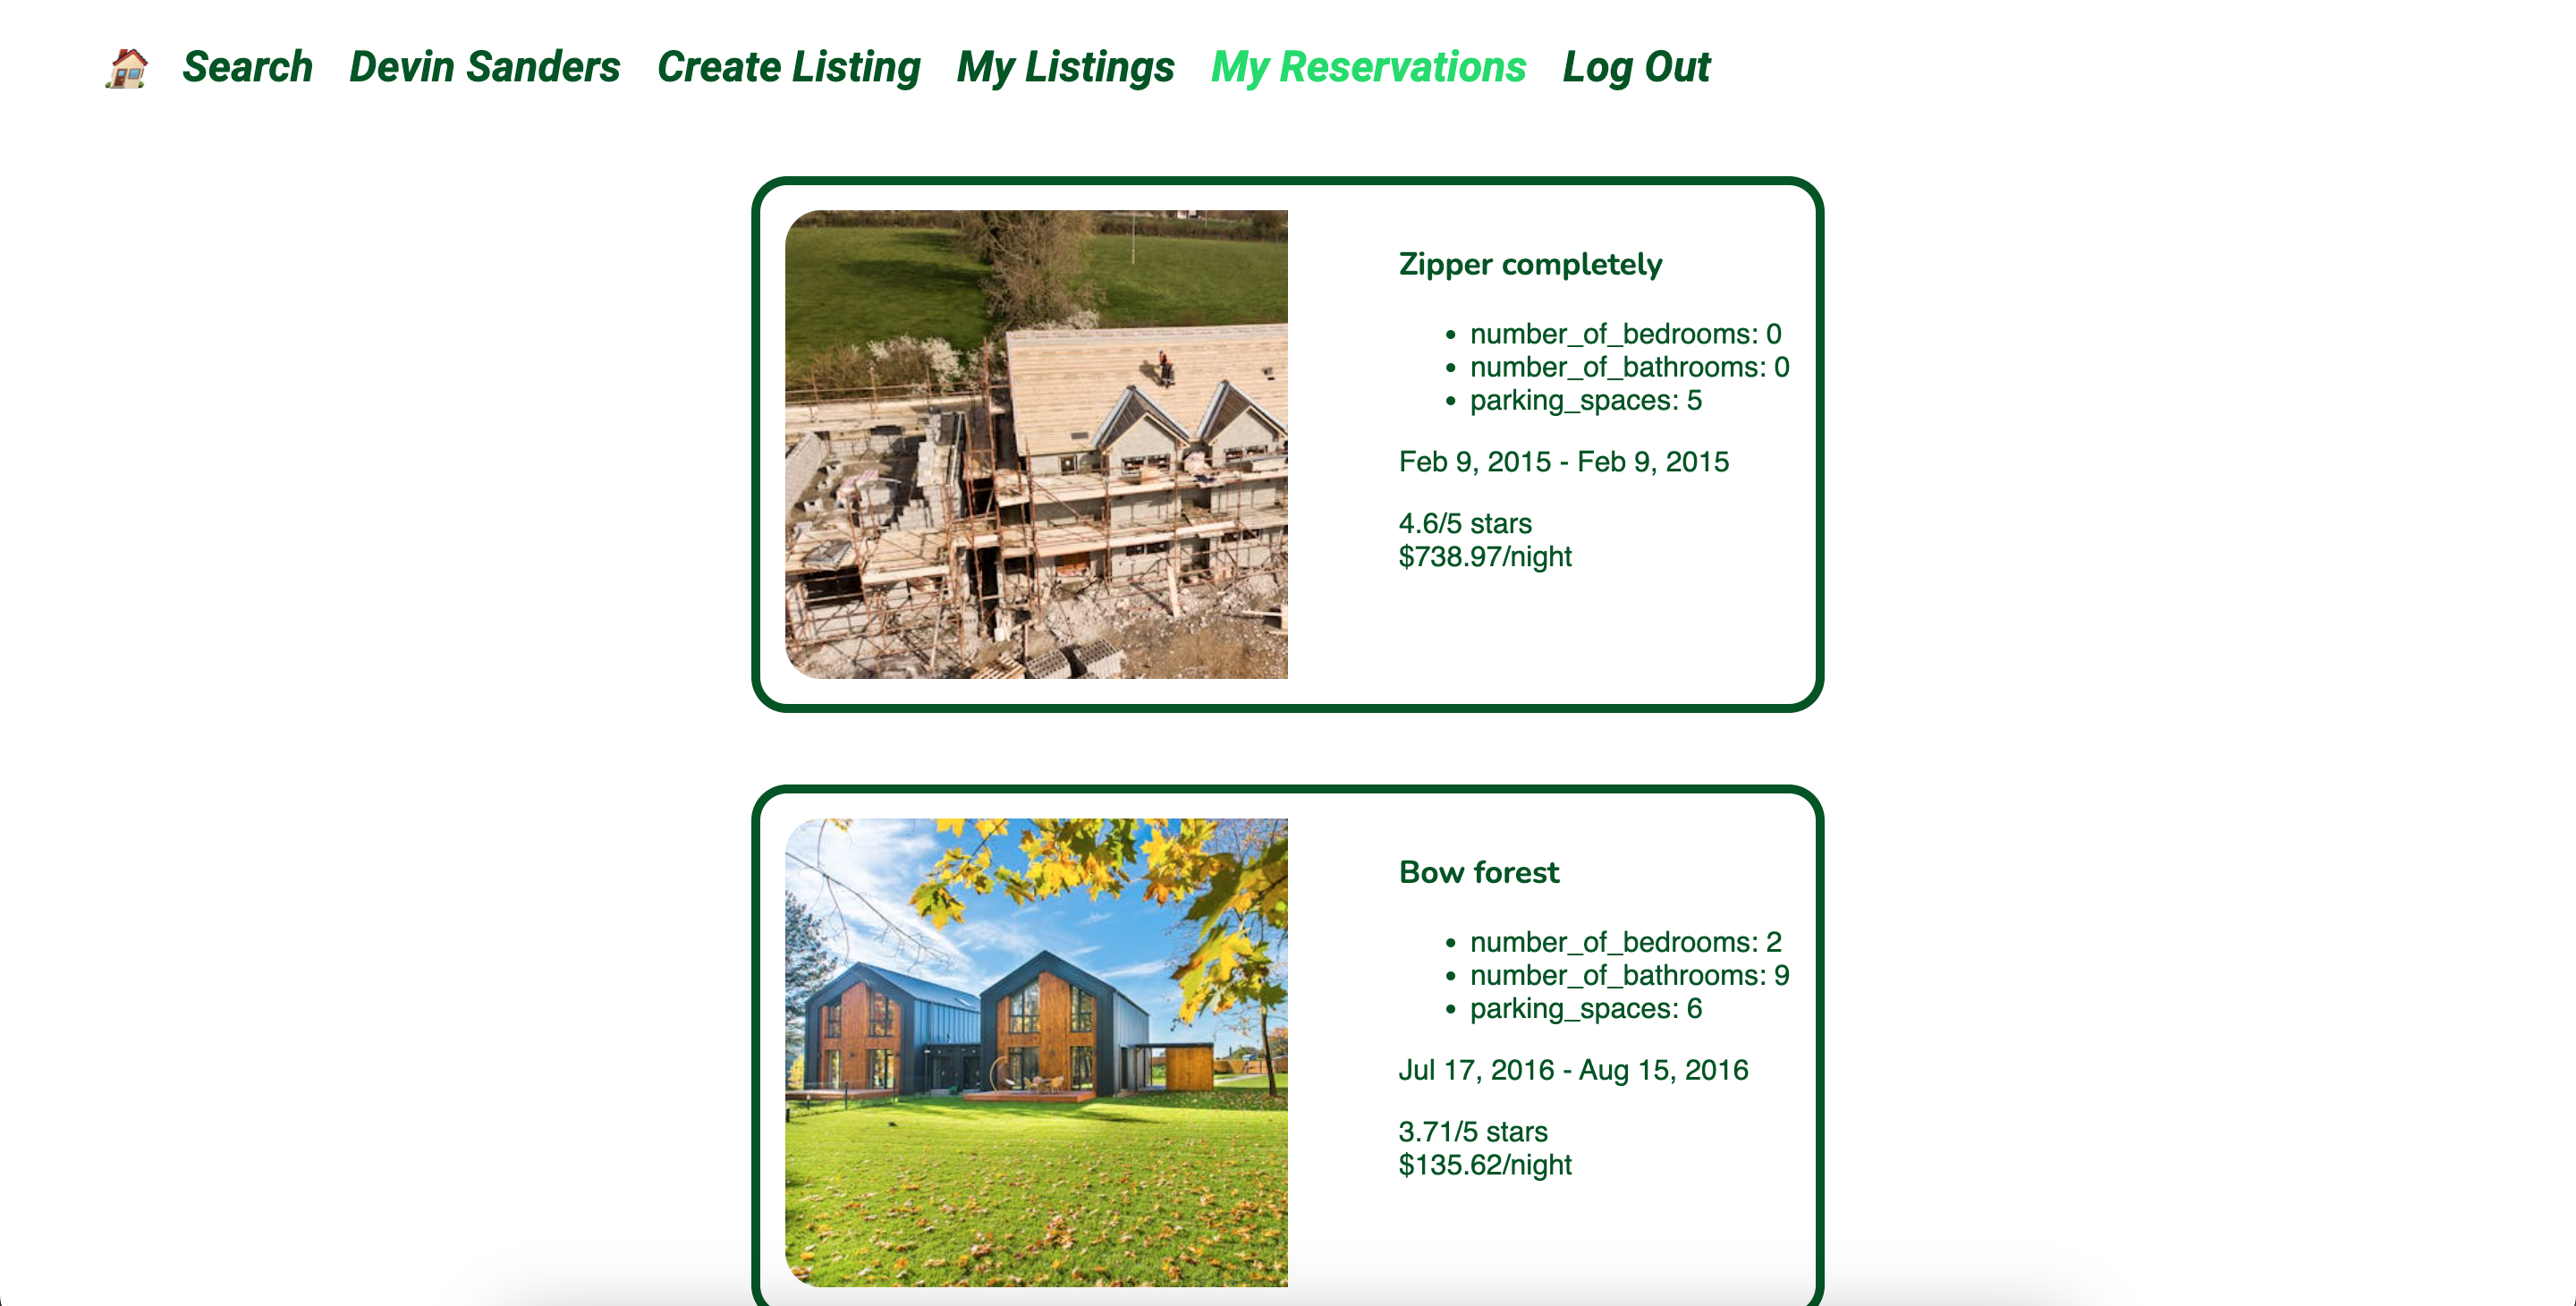 Search Devin Sanders Create Listing My Listings My Reservations Log Out
Zipper completely
number_of_bedrooms: 0
number_of_bathrooms: 0
parking_spaces: 5
Feb 9, 2015 - Feb 9, 2015
4.6/5 stars
$738.97/night
Bow forest
number_of_bedrooms: 2
number_of_bathrooms: 9
parking_spaces: 6
Jul 17, 2016 - Aug 15, 2016
3.71/5 stars
$135.62/night